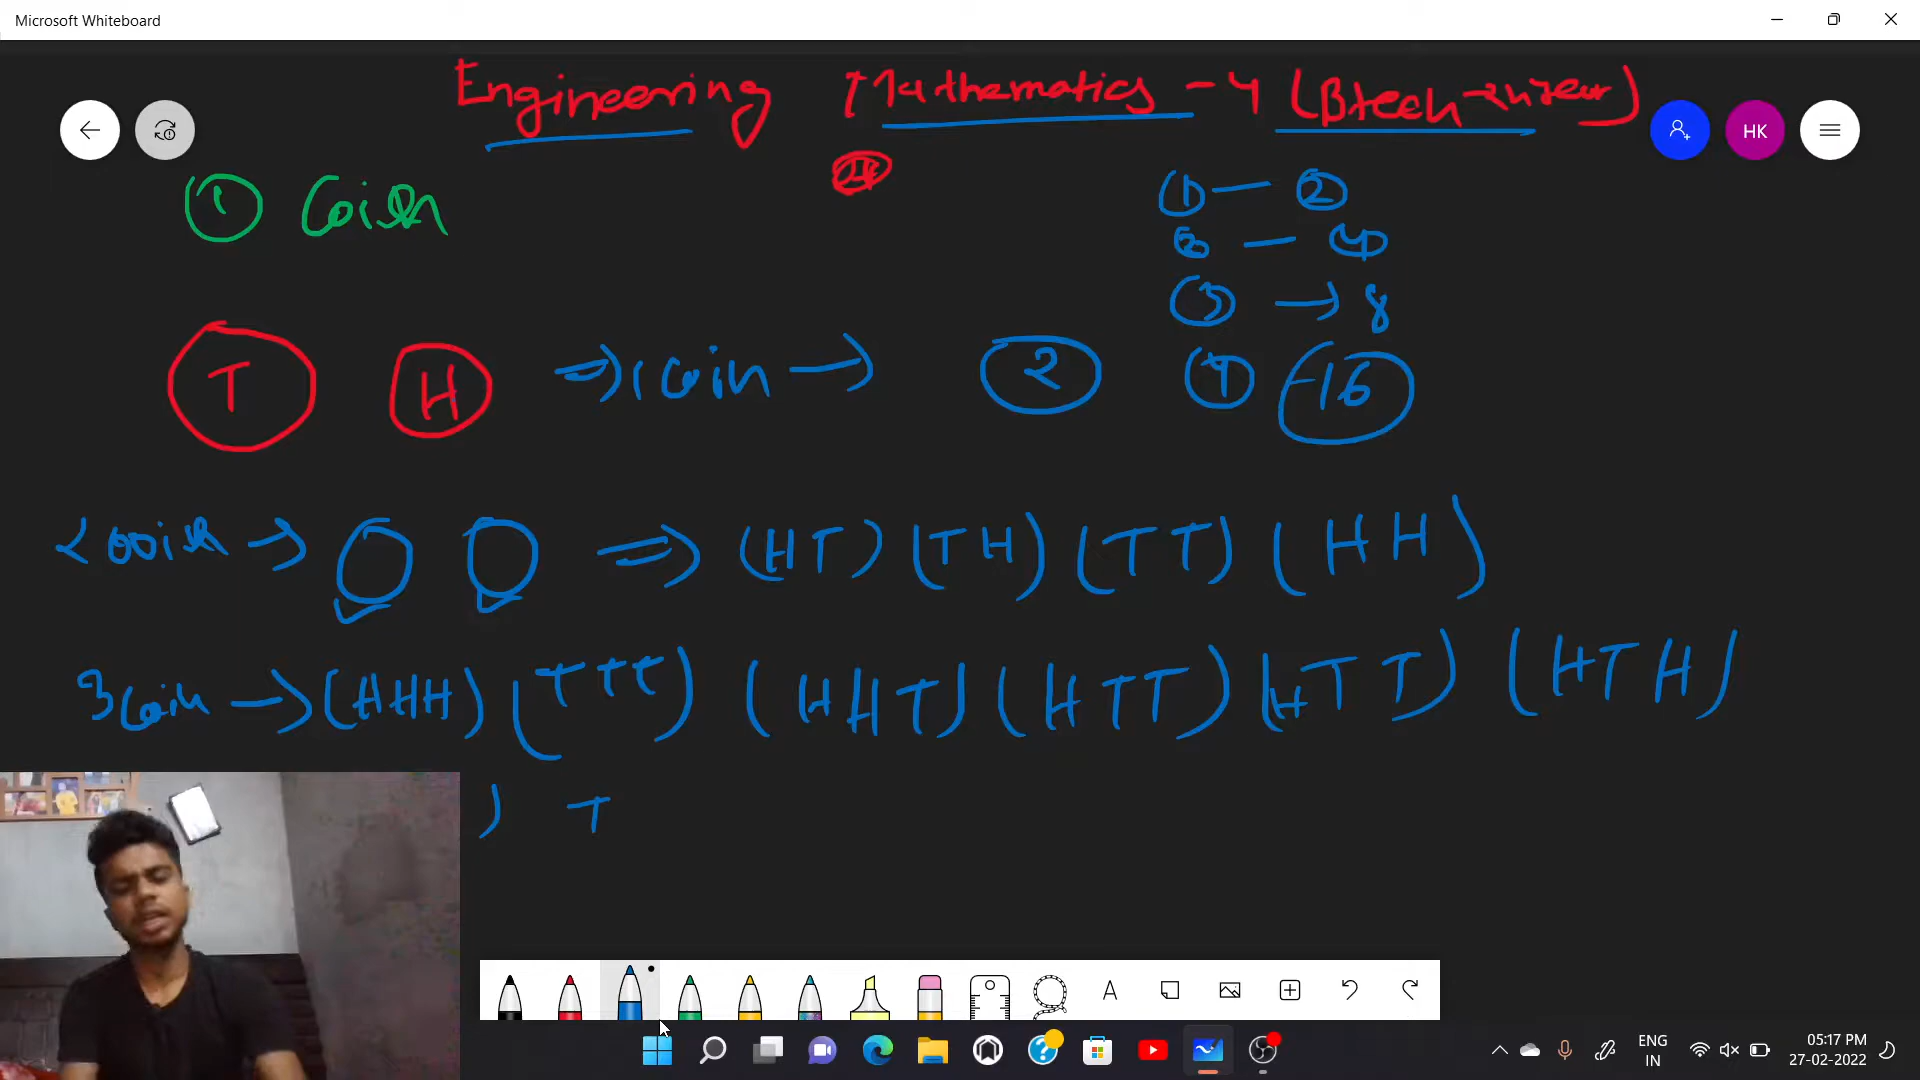 Microsoft Whiteboard
Engineering Mathematics - 4 (Btech-2nd year)
HK
① Coin
① — ②
② — ④
③ → 8
T H ⇒ 1 Coin → ② ④ - 16
2 coin → ⇒ (HT) (TH) (TT) (HH)
3 Coin → (HHH) (TTT) (HHT) (HTT) (HTT) (HTH)
) T
A
ENG
IN
05:17 PM
27-02-2022